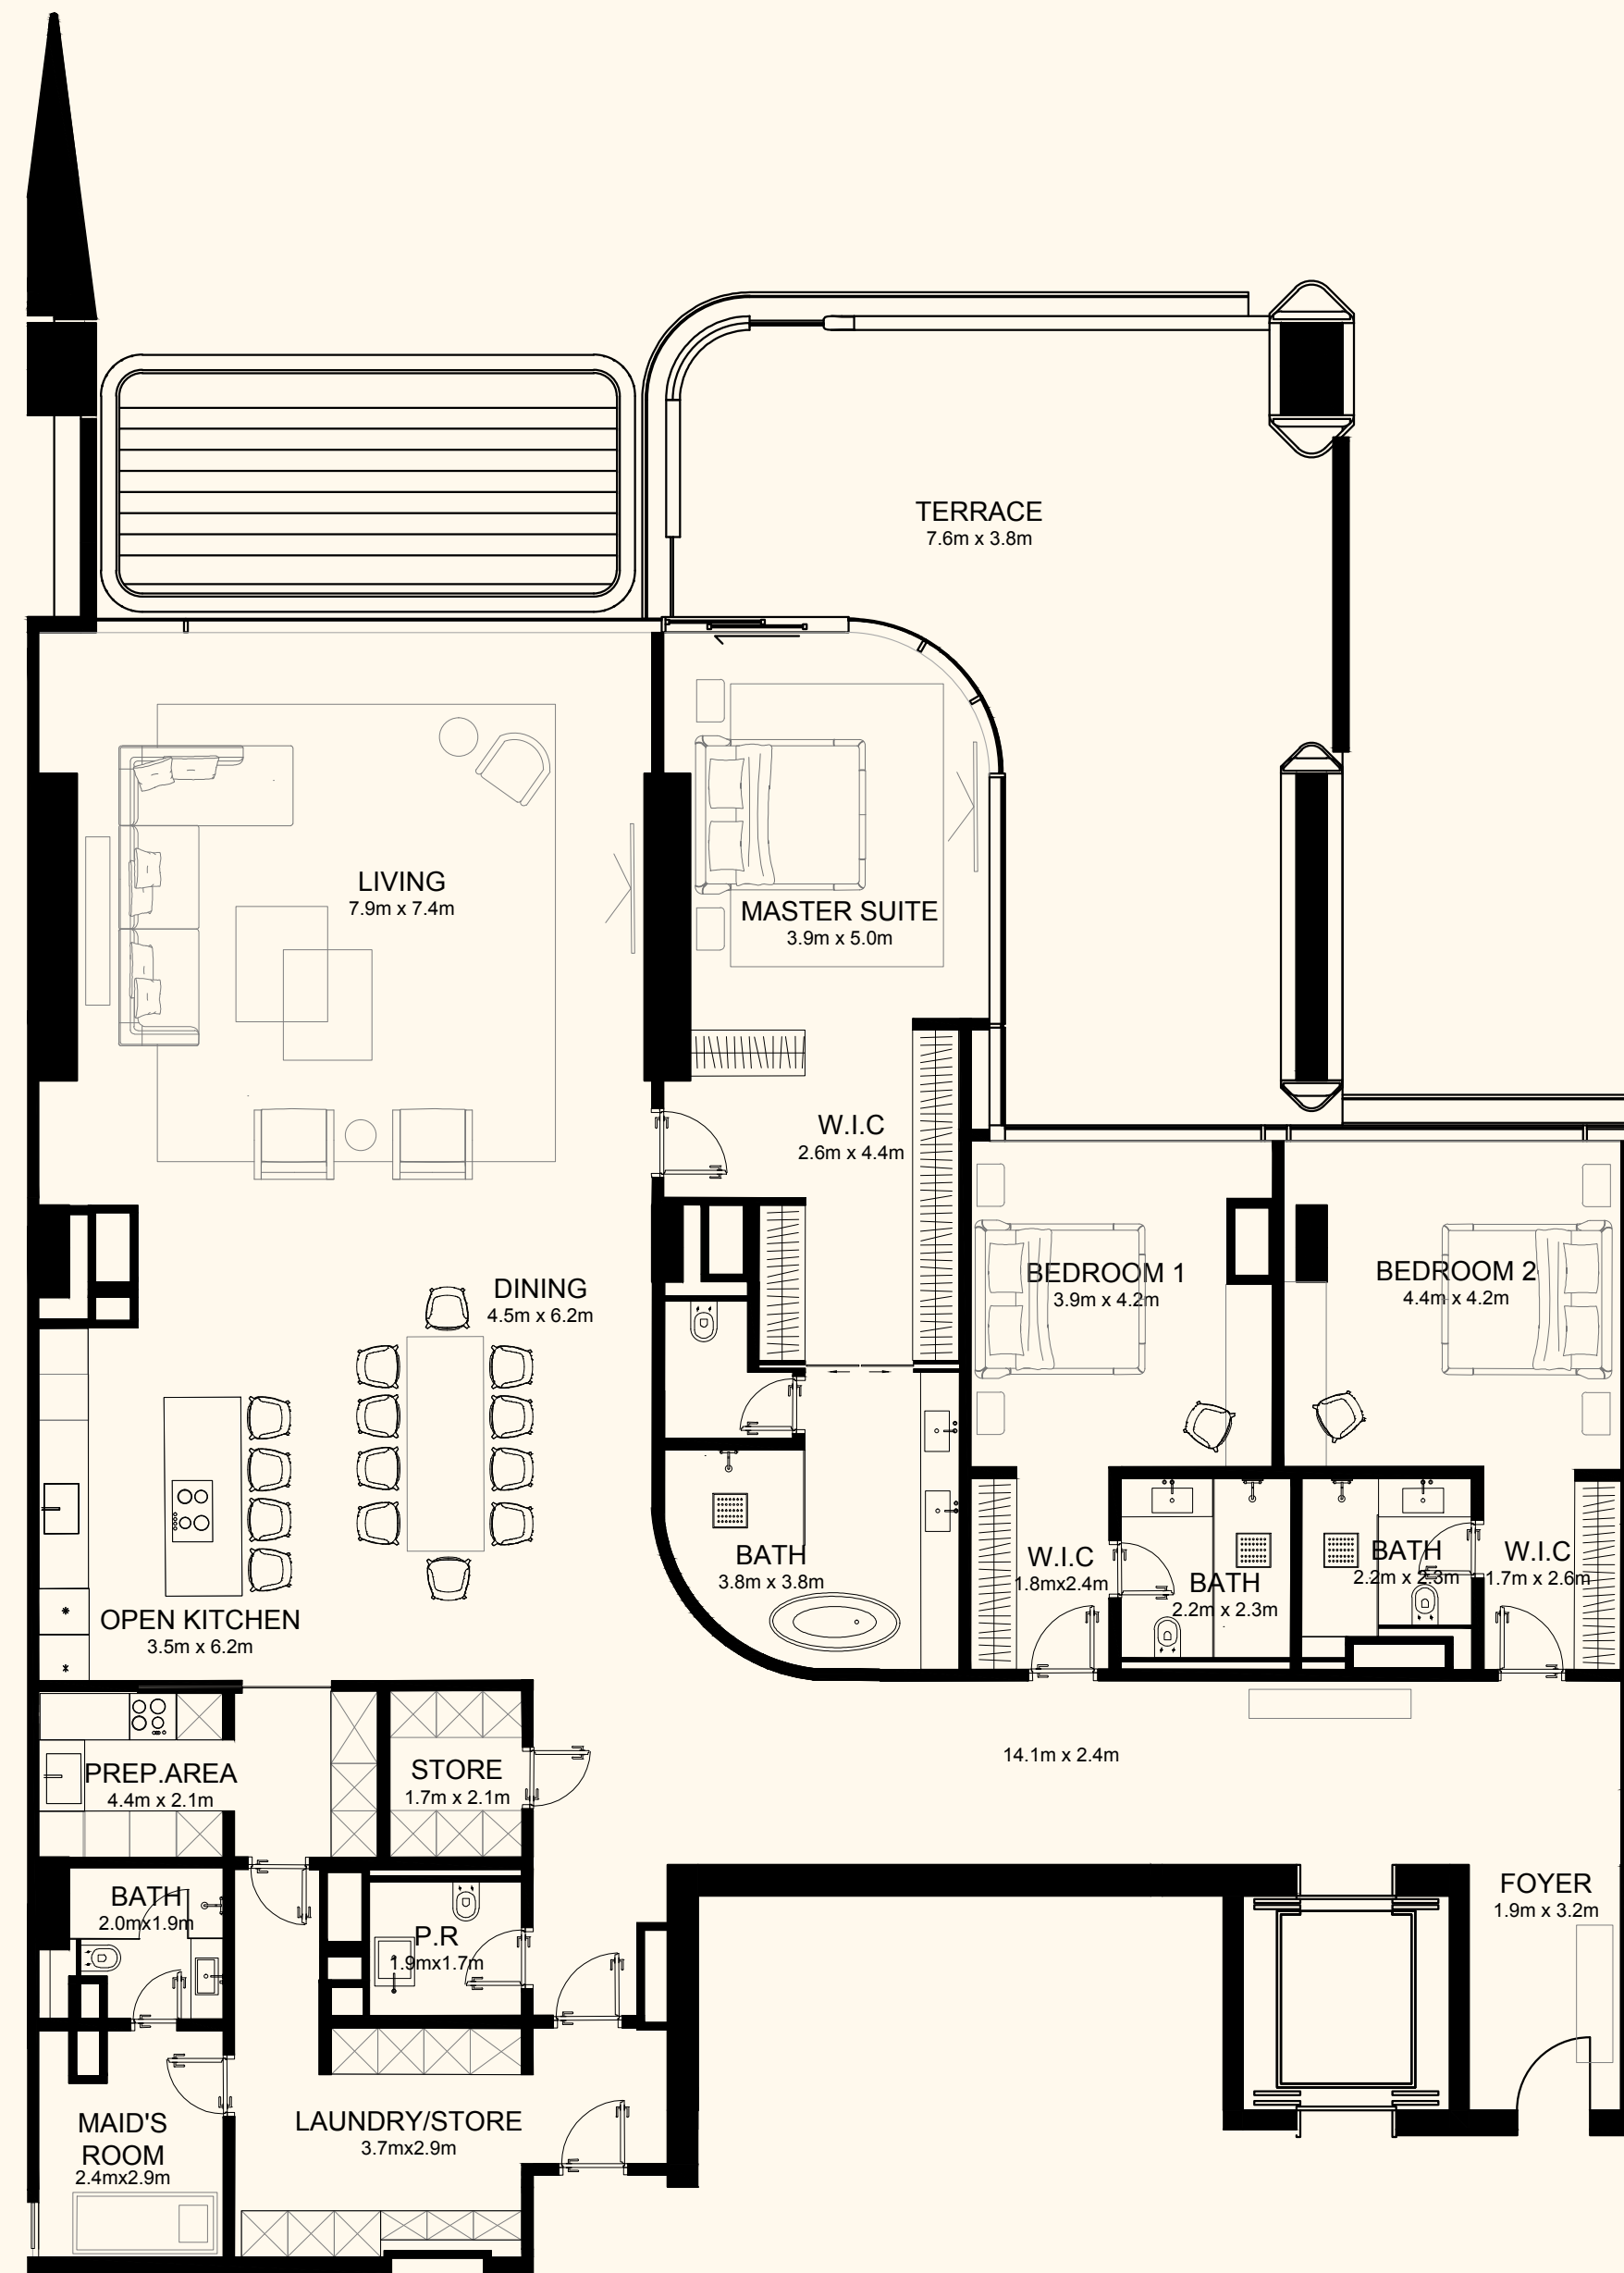 TERRACE
7.6m x 3.8m
LIVING
7.9m x 7.4m
MASTER SUITE
3.9m x 5.0m
W.I.C
2.6m x 4.4m
DINING
4.5m x 6.2m
BEDROOM 1
3.9m x 4.2m
BEDROOM 2
4.4m x 4.2m
OPEN KITCHEN
3.5m x 6.2m
BATH
3.8m x 3.8m
W.I.C
1.8mx2.4m
BATH
2.2m x 2.3m
BATH
2.2m x 2.3m
W.I.C
1.7m x 2.6m
PREP.AREA
4.4m x 2.1m
STORE
1.7m x 2.1m
14.1m x 2.4m
BATH
2.0mx1.9m
P.R
1.9mx1.7m
FOYER
1.9m x 3.2m
MAID'S
ROOM
2.4mx2.9m
LAUNDRY/STORE
3.7mx2.9m